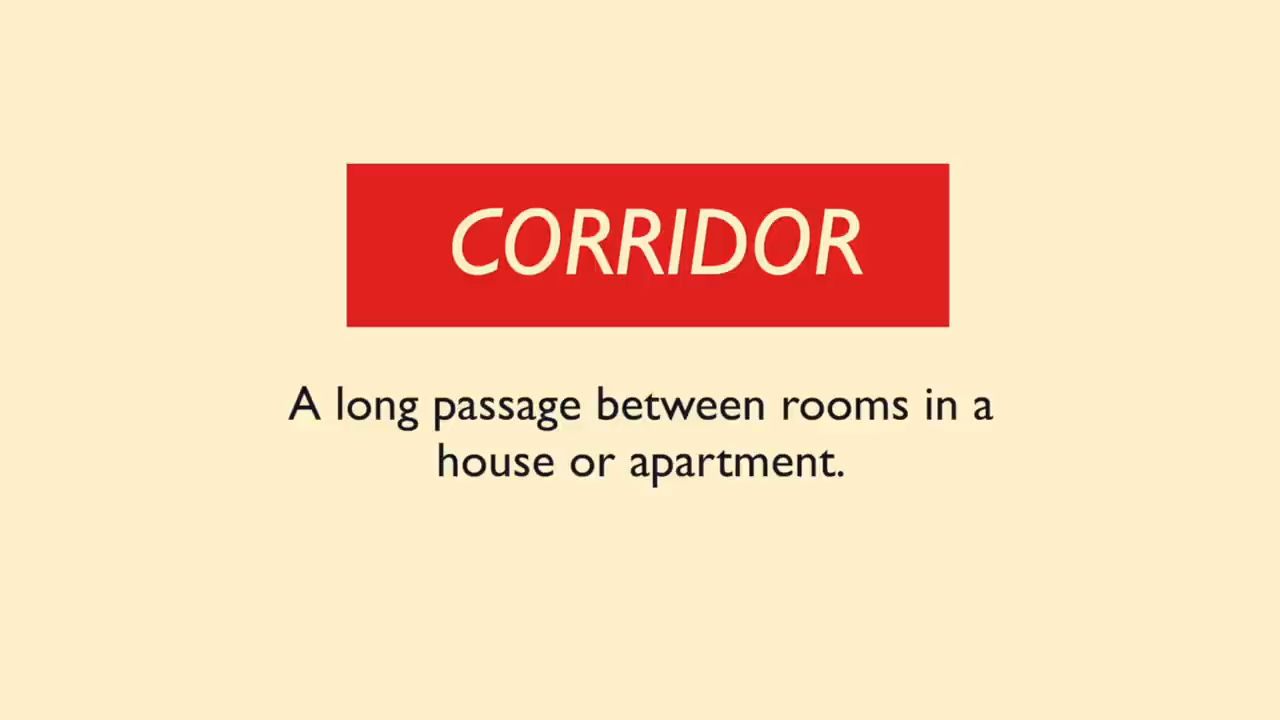 CORRIDOR
A long passage between rooms in a
house or apartment.